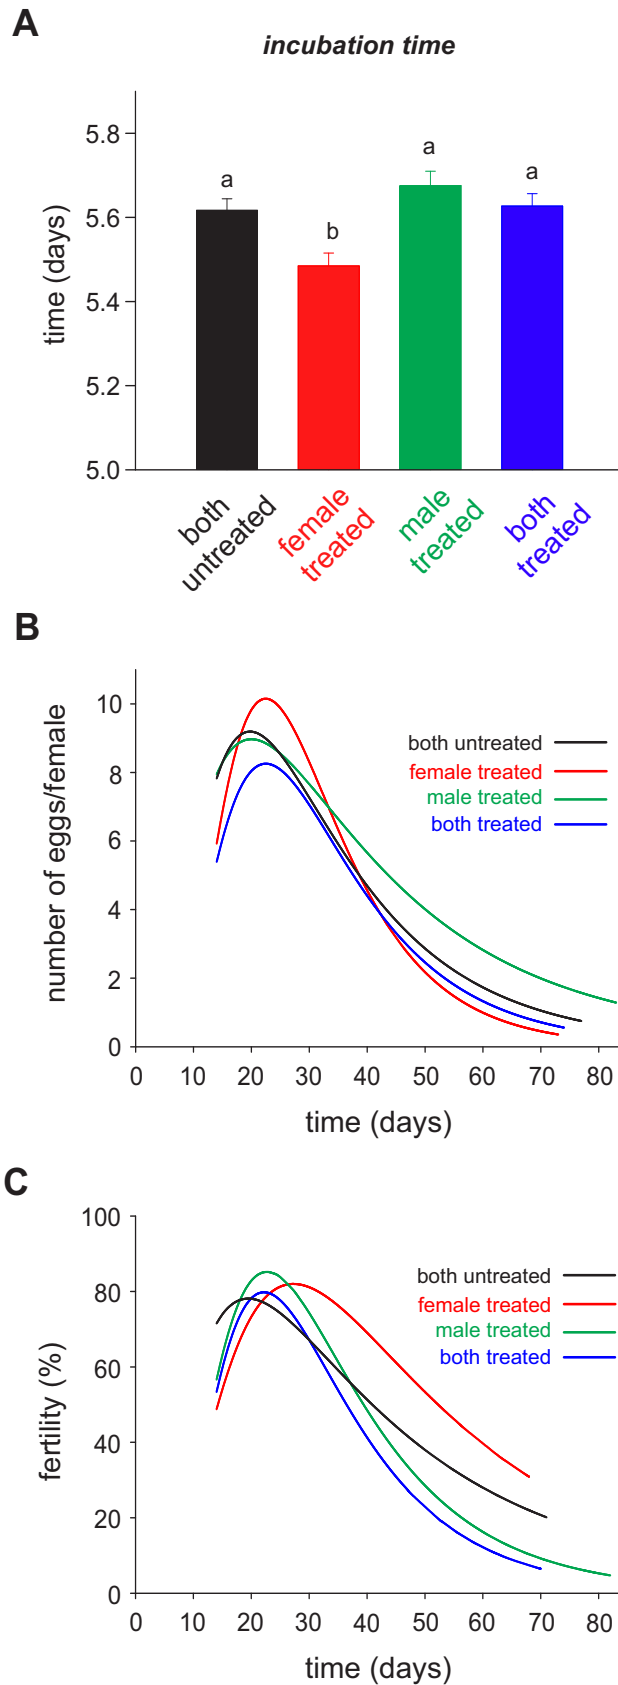 A
incubation time
5.8
5.6
5.4
5.2
5.0
time (days)
a
b
a
a
both
untreated
female
treated
male
treated
both
treated
B
10
8
6
4
2
0
number of eggs/female
both untreated
female treated
male treated
both treated
0 10 20 30 40 50 60 70 80
time (days)
C
100
80
60
40
20
0
fertility (%)
both untreated
female treated
male treated
both treated
0 10 20 30 40 50 60 70 80
time (days)